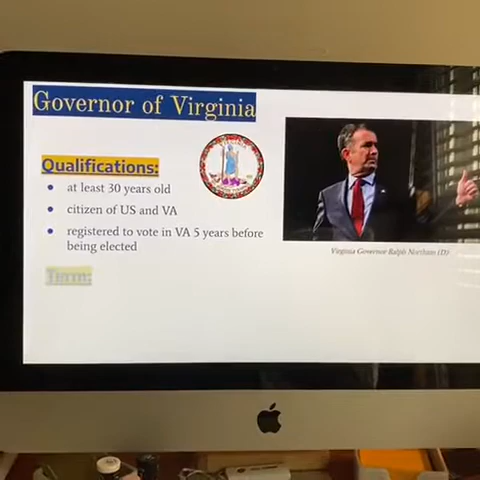 Governor of Virginia
Qualifications:
at least 30 years old
citizen of US and VA
registered to vote in VA 5 years before
being elected
Virginia Governor Ralph Northam (D)
Term: